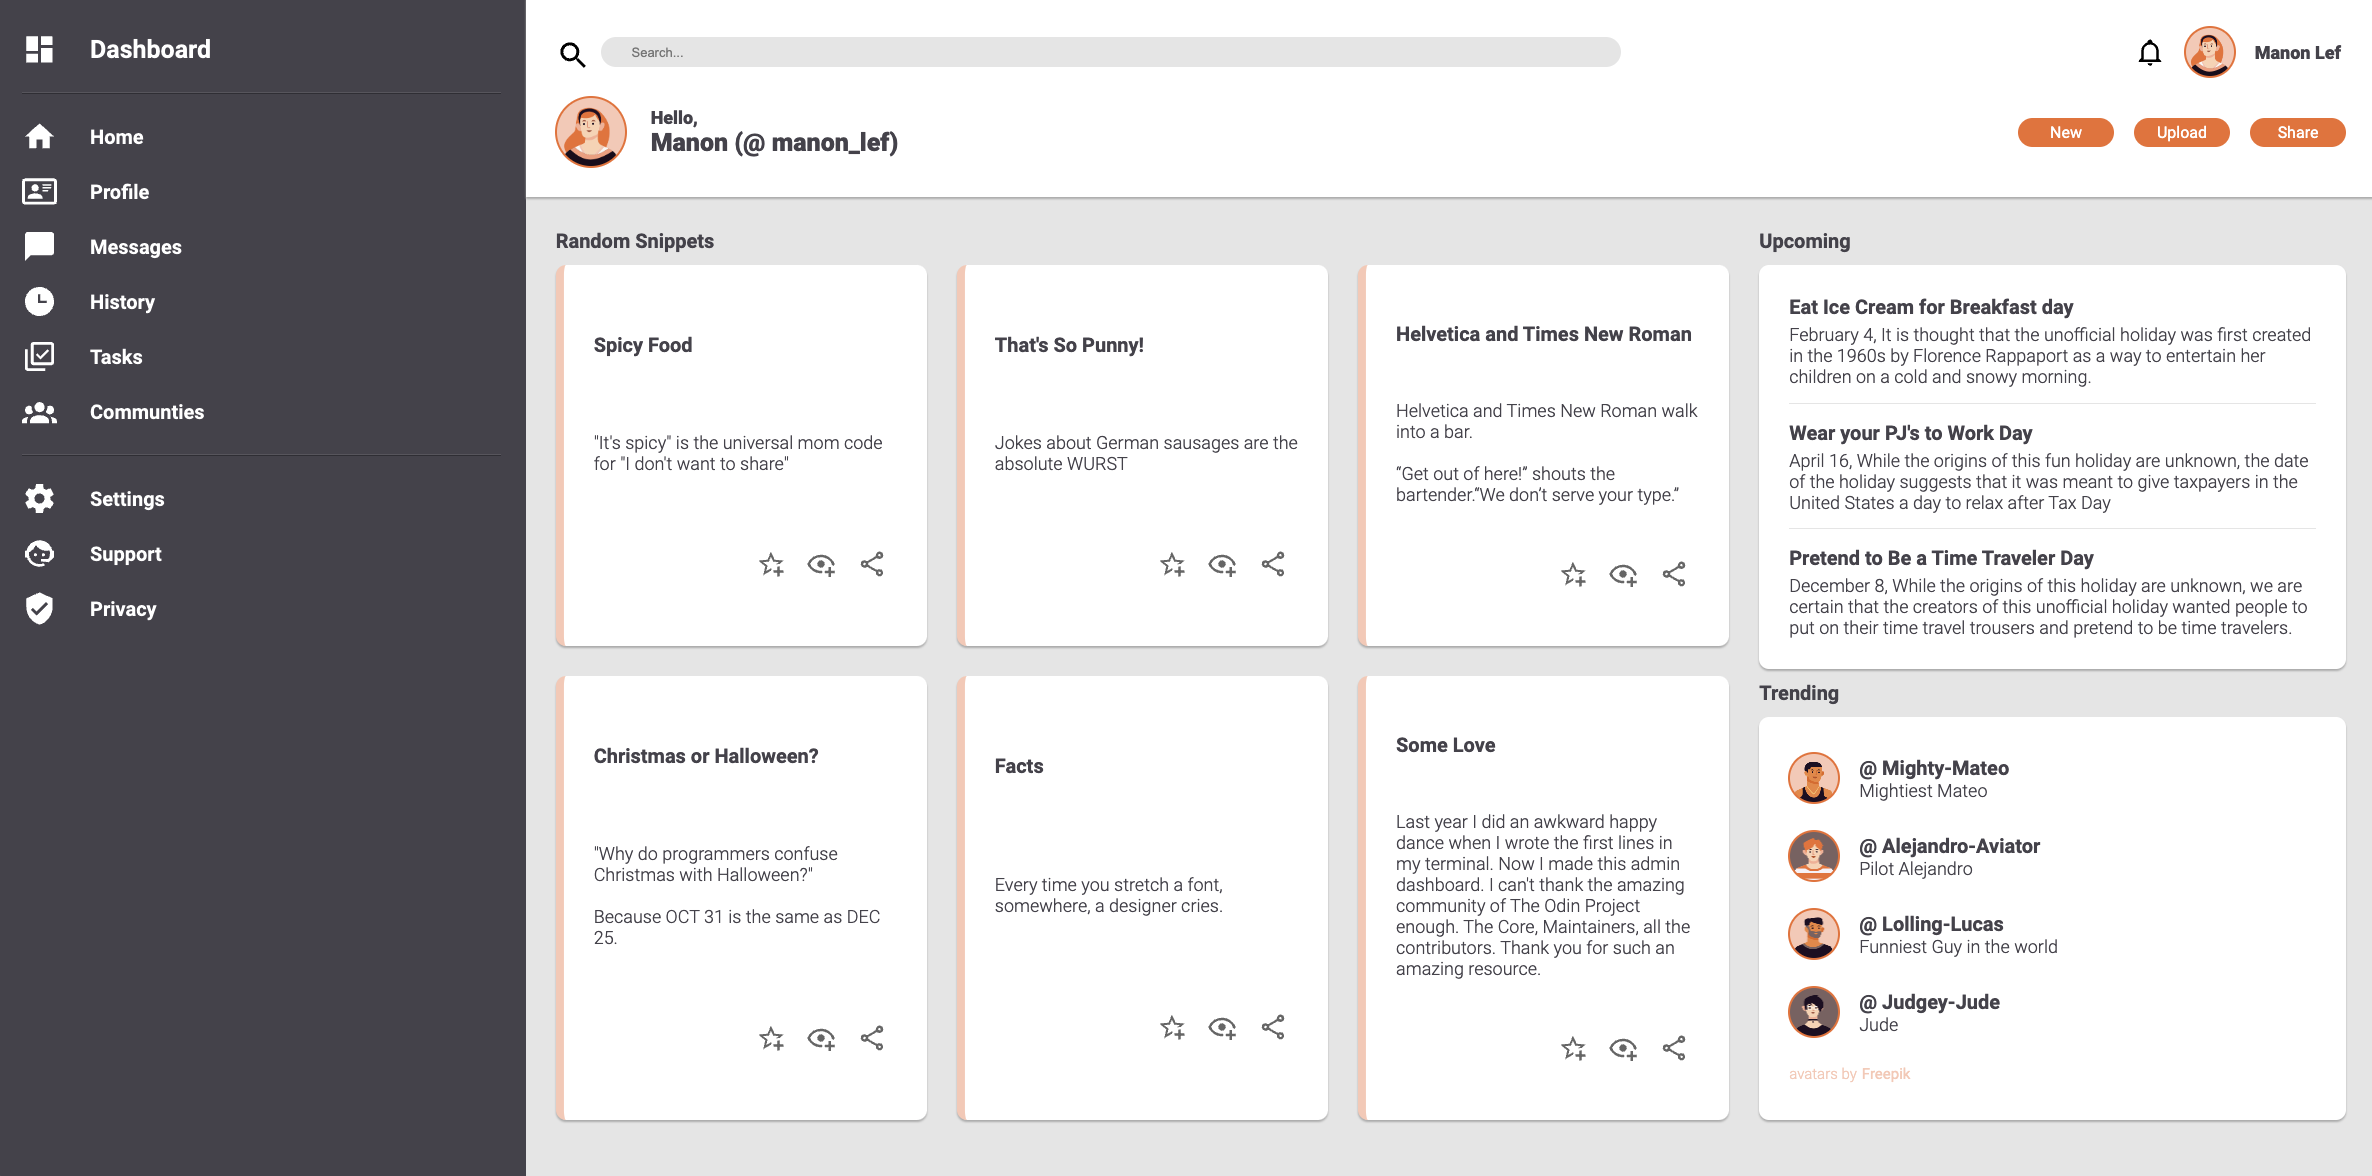 Dashboard
Home
Profile
Messages
History
Tasks
Communties
Settings
Support
Privacy
Search...
Manon Lef
Hello,
Manon (@ manon_lef)
New
Upload
Share
Random Snippets
Spicy Food
"It's spicy" is the universal mom code
for "I don't want to share"
That's So Punny!
Jokes about German sausages are the
absolute WURST
Helvetica and Times New Roman
Helvetica and Times New Roman walk
into a bar.
“Get out of here!” shouts the
bartender.“We don’t serve your type.”
Christmas or Halloween?
"Why do programmers confuse
Christmas with Halloween?"
Because OCT 31 is the same as DEC
25.
Facts
Every time you stretch a font,
somewhere, a designer cries.
Some Love
Last year I did an awkward happy
dance when I wrote the first lines in
my terminal. Now I made this admin
dashboard. I can't thank the amazing
community of The Odin Project
enough. The Core, Maintainers, all the
contributors. Thank you for such an
amazing resource.
Upcoming
Eat Ice Cream for Breakfast day
February 4, It is thought that the unofficial holiday was first created
in the 1960s by Florence Rappaport as a way to entertain her
children on a cold and snowy morning.
Wear your PJ's to Work Day
April 16, While the origins of this fun holiday are unknown, the date
of the holiday suggests that it was meant to give taxpayers in the
United States a day to relax after Tax Day
Pretend to Be a Time Traveler Day
December 8, While the origins of this holiday are unknown, we are
certain that the creators of this unofficial holiday wanted people to
put on their time travel trousers and pretend to be time travelers.
Trending
@ Mighty-Mateo
Mightiest Mateo
@ Alejandro-Aviator
Pilot Alejandro
@ Lolling-Lucas
Funniest Guy in the world
@ Judgey-Jude
Jude
avatars by Freepik